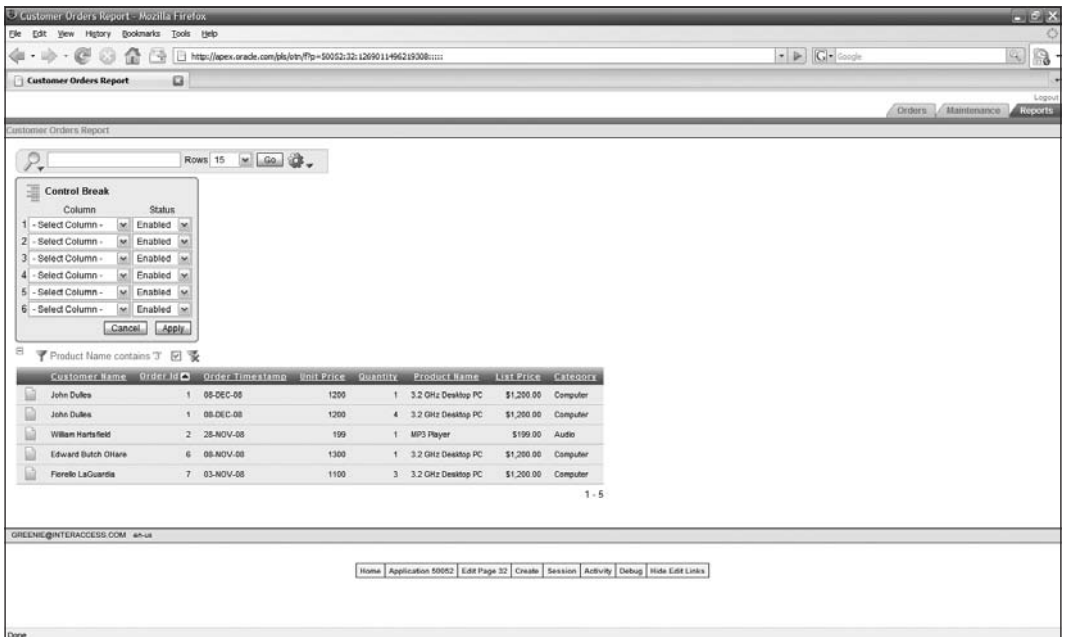 Customer Orders Report - Mozilla Firefox
File Edit View History Bookmarks Tools Help
http://apex.oracle.com/pls/otn/f?p=50052:32:1269011496219308:::::
Google
Customer Orders Report
Logout
Orders Maintenance Reports
Customer Orders Report
Rows 15 Go
Control Break
Column Status
1 - Select Column - Enabled
2 - Select Column - Enabled
3 - Select Column - Enabled
4 - Select Column - Enabled
5 - Select Column - Enabled
6 - Select Column - Enabled
Cancel Apply
Product Name contains '3'
Customer Name Order Id Order Timestamp Unit Price Quantity Product Name List Price Category
John Dulles 1 08-DEC-08 1200 1 3.2 GHz Desktop PC $1,200.00 Computer
John Dulles 1 08-DEC-08 1200 4 3.2 GHz Desktop PC $1,200.00 Computer
William Hartsfield 2 28-NOV-08 199 1 MP3 Player $199.00 Audio
Edward Butch OHare 6 08-NOV-08 1300 1 3.2 GHz Desktop PC $1,200.00 Computer
Fiorello LaGuardia 7 03-NOV-08 1100 3 3.2 GHz Desktop PC $1,200.00 Computer
1 - 5
GREENIE@INTERACCESS.COM en-us
Home Application 50052 Edit Page 32 Create Session Activity Debug Hide Edit Links
Done